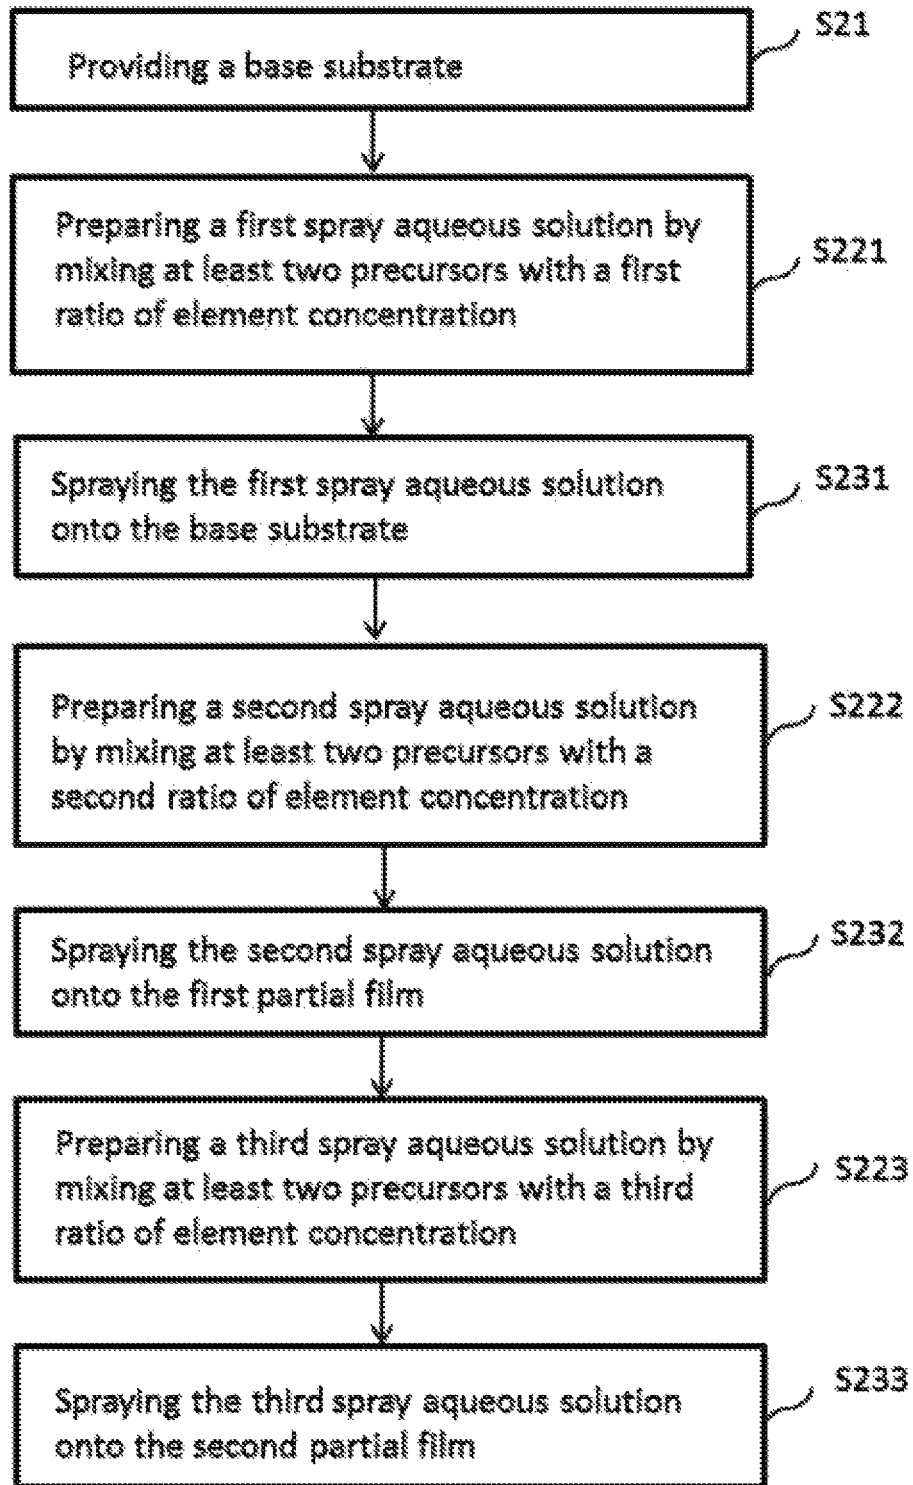 S21
Providing a base substrate
Preparing a first spray aqueous solution by
mixing at least two precursors with a first
ratio of element concentration
S221
Spraying the first spray aqueous solution
onto the base substrate
S231
Preparing a second spray aqueous solution
by mixing at least two precursors with a
second ratio of element concentration
S222
Spraying the second spray aqueous solution
onto the first partial film
S232
Preparing a third spray aqueous solution by
mixing at least two precursors with a third
ratio of element concentration
S223
Spraying the third spray aqueous solution
onto the second partial film
S233